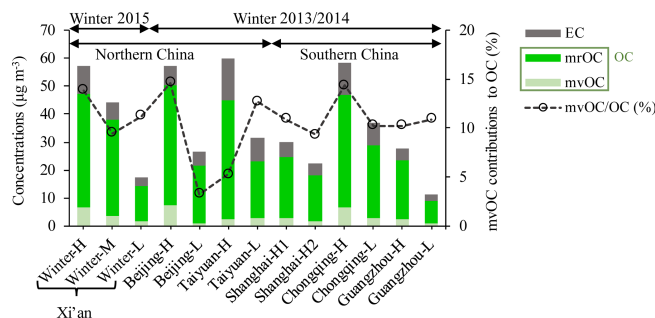 Winter 2015
Winter 2013/2014
Northern China
Southern China
Concentrations (μg m⁻³)
70
60
50
40
30
20
10
0
20
15
10
5
0
mvOC contributions to OC (%)
EC
mrOC
OC
mvOC
mvOC/OC (%)
Winter-H
Winter-M
Winter-L
Beijing-H
Beijing-L
Taiyuan-H
Taiyuan-L
Shanghai-H1
Shanghai-H2
Chongqing-H
Chongqing-L
Guangzhou-H
Guangzhou-L
Xi'an